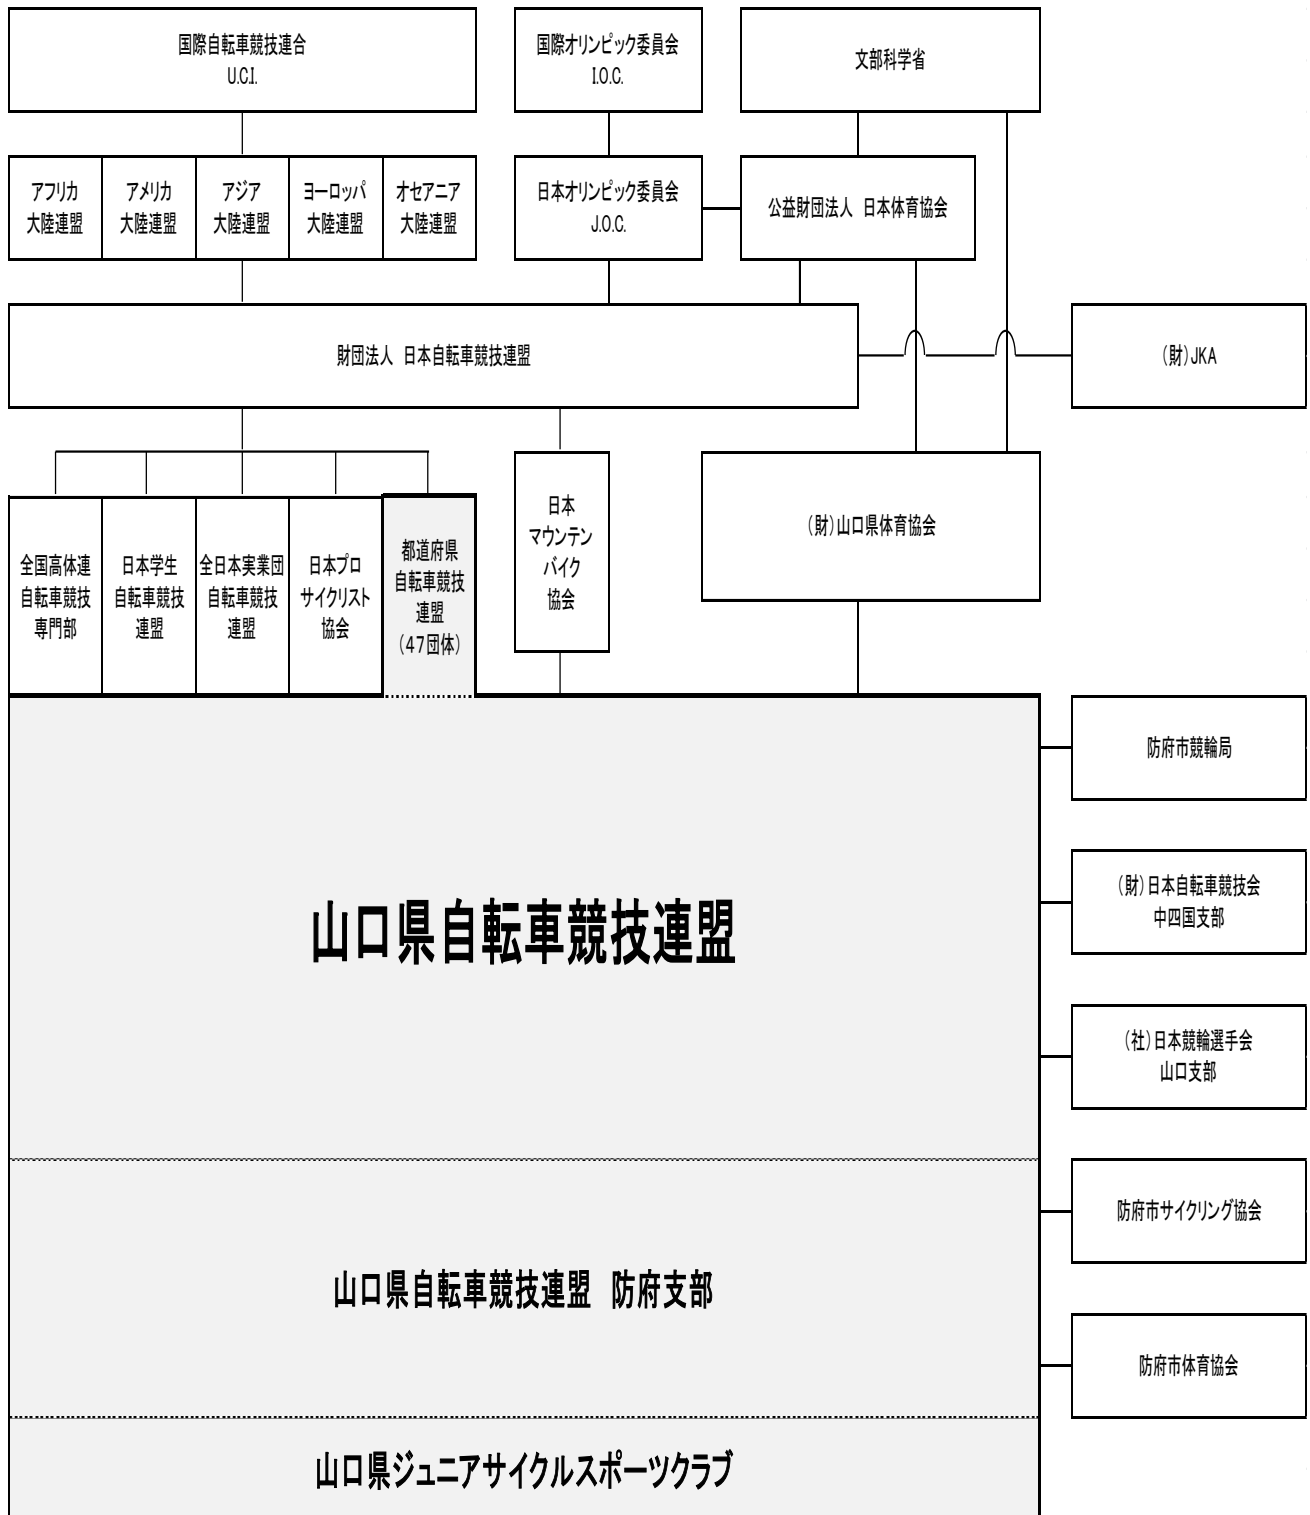 国際自転車競技連合
U.C.I.
国際オリンピック委員会
I.O.C.
文部科学省
アフリカ
大陸連盟
アメリカ
大陸連盟
アジア
大陸連盟
ヨーロッパ
大陸連盟
オセアニア
大陸連盟
日本オリンピック委員会
J.O.C.
公益財団法人 日本体育協会
財団法人 日本自転車競技連盟
（財）JKA
全国高体連
自転車競技
専門部
日本学生
自転車競技
連盟
全日本実業団
自転車競技
連盟
日本プロ
サイクリスト
協会
都道府県
自転車競技
連盟
（47団体）
日本
マウンテン
バイク
協会
（財）山口県体育協会
山口県自転車競技連盟
防府市競輪局
（財）日本自転車競技会
中四国支部
（社）日本競輪選手会
山口支部
山口県自転車競技連盟 防府支部
防府市サイクリング協会
防府市体育協会
山口県ジュニアサイクルスポーツクラブ